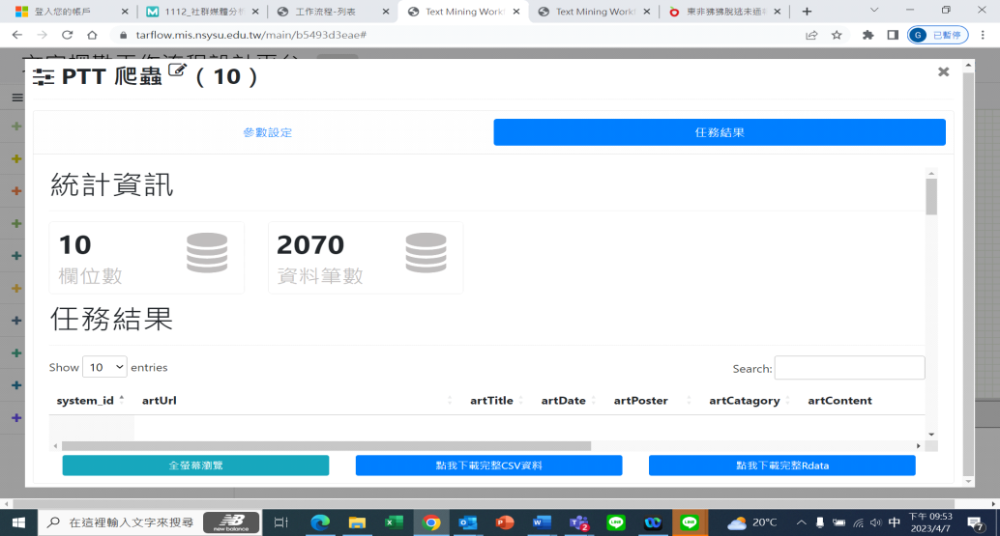 登入您的帳戶
1112_社群媒體分
工作流程-列表
Text Mining Work
Text Mining Work
東非狒狒脫逃未通
tarflow.mis.nsysu.edu.tw/main/b5493d3eae#
G 已暫停
PTT 爬蟲 ( 10 )
參數設定
任務結果
統計資訊
10
欄位數
2070
資料筆數
任務結果
Show 10 entries
Search:
system_id artUrl artTitle artDate artPoster artCatagory artContent
全螢幕瀏覽
點我下載完整CSV資料
點我下載完整Rdata
在這裡輸入文字來搜尋
new balance
20°C
中
下午 09:53
2023/4/7